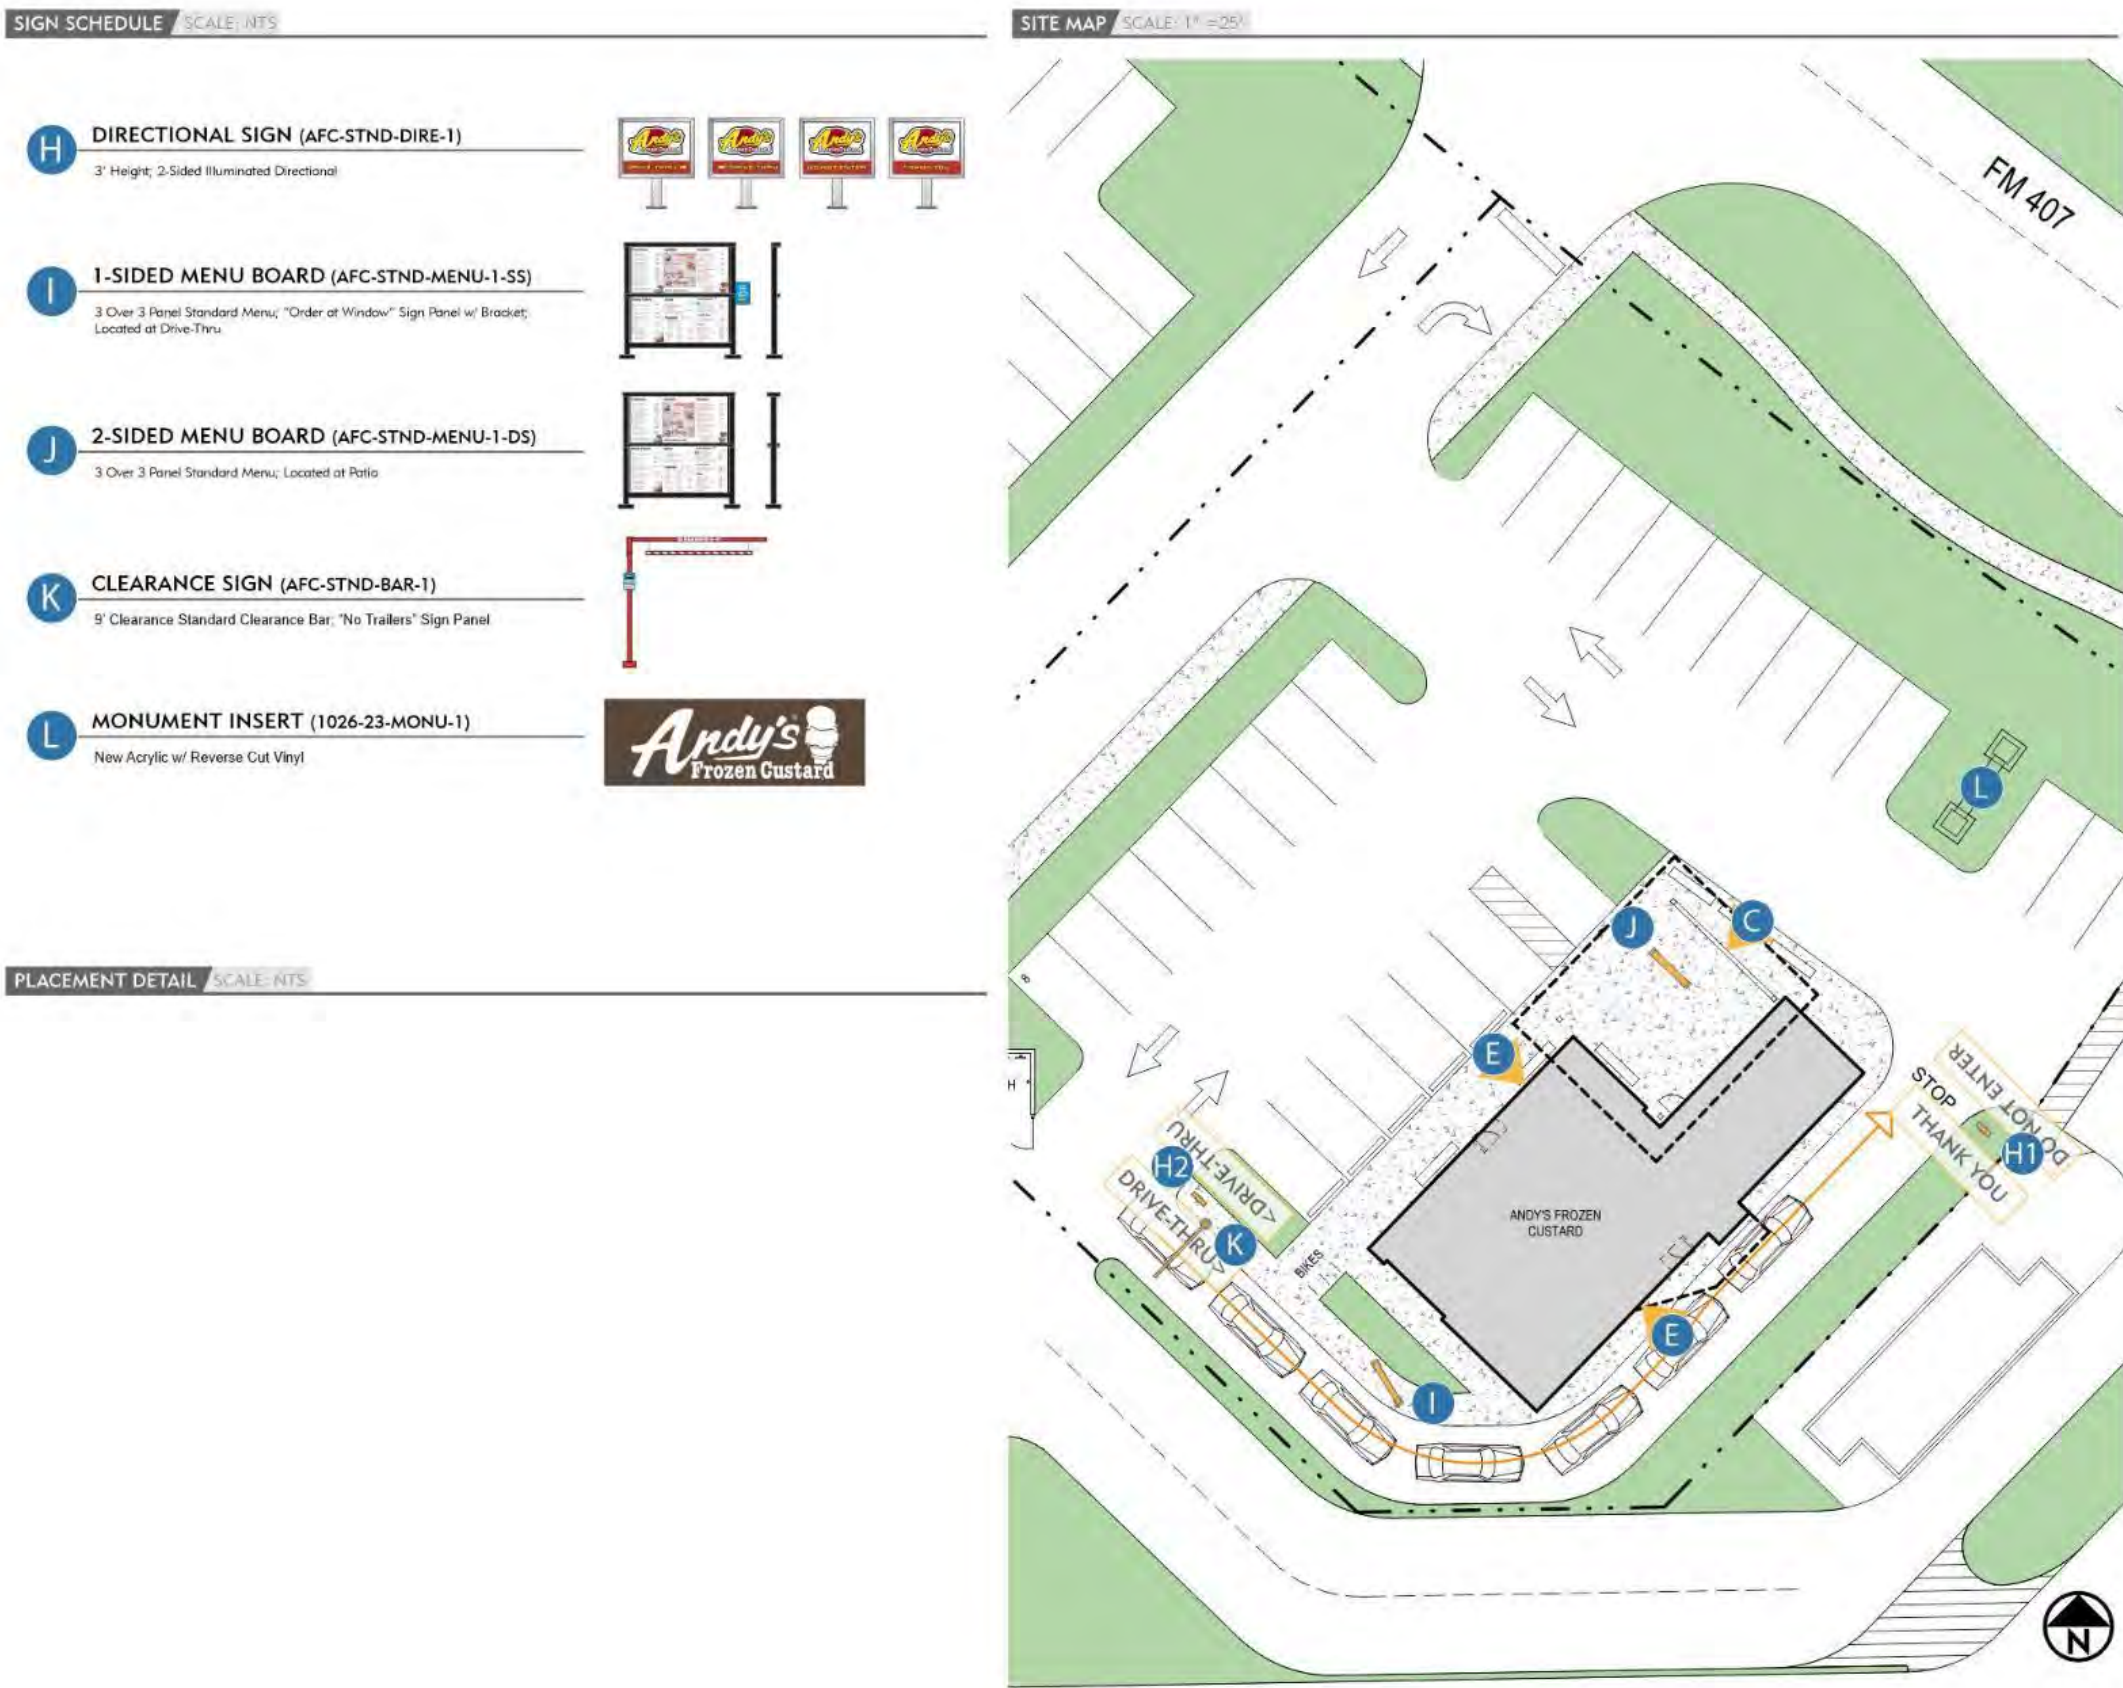 SIGN SCHEDULE SCALE: NTS
H
DIRECTIONAL SIGN (AFC-STND-DIRE-1)
3' Height; 2-Sided Illuminated Directional
Andy's
Andy's
Andy's
Andy's
I
1-SIDED MENU BOARD (AFC-STND-MENU-1-SS)
3 Over 3 Panel Standard Menu; "Order at Window" Sign Panel w/ Bracket;
Located at Drive-Thru
J
2-SIDED MENU BOARD (AFC-STND-MENU-1-DS)
3 Over 3 Panel Standard Menu; Located at Patio
K
CLEARANCE SIGN (AFC-STND-BAR-1)
9' Clearance Standard Clearance Bar; "No Trailers" Sign Panel
L
MONUMENT INSERT (1026-23-MONU-1)
New Acrylic w/ Reverse Cut Vinyl
Andy's
Frozen Custard
PLACEMENT DETAIL SCALE: NTS
SITE MAP SCALE: 1" =25'
FM 407
L
J
C
E
8
H
DO NOT ENTER
STOP
THANK YOU
H1
<DRIVE-THRU
H2
DRIVE-THRU>
K
BIKES
ANDY'S FROZEN
CUSTARD
E
I
N